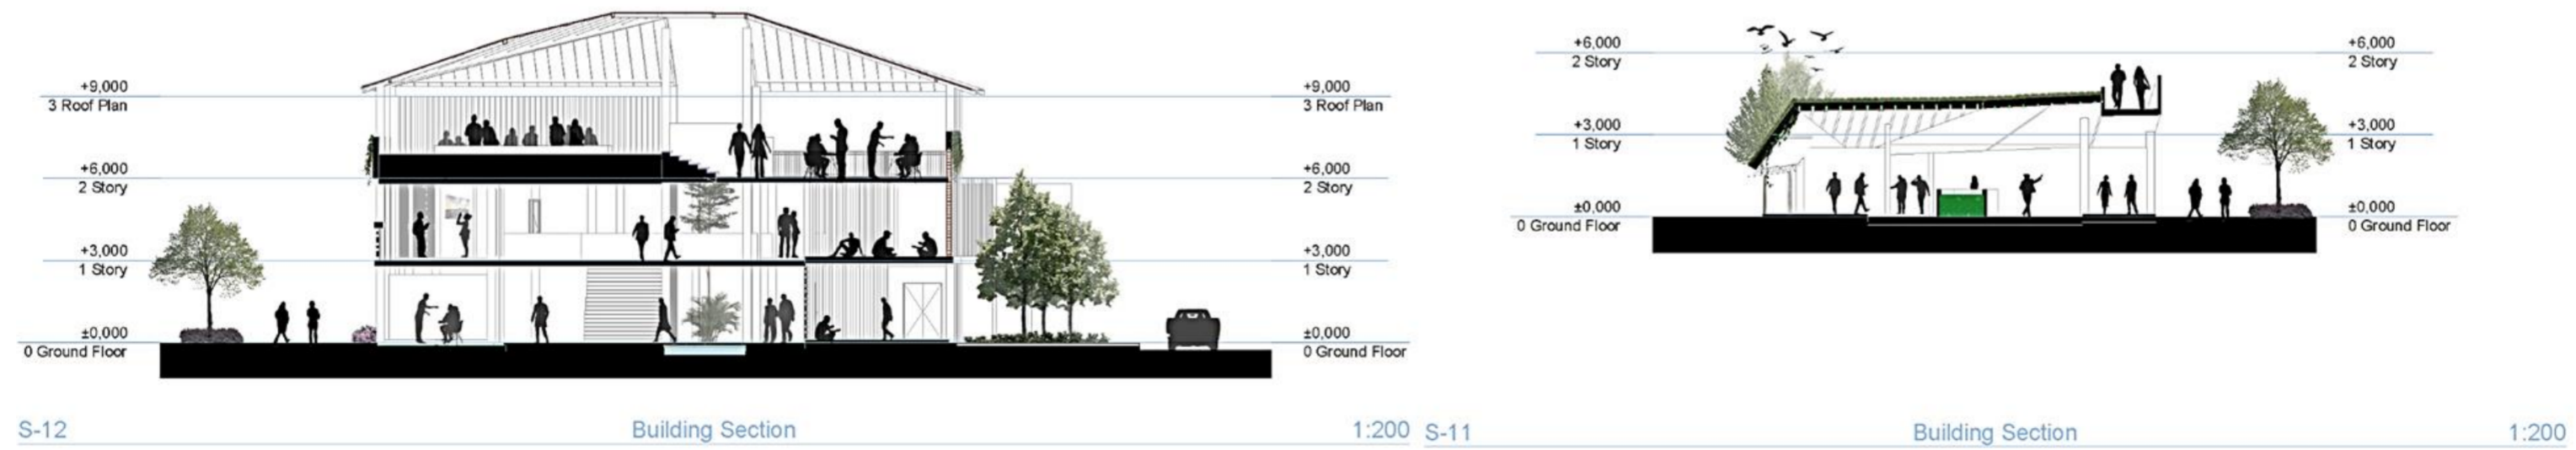 +9,000
3 Roof Plan
+6,000
2 Story
+3,000
1 Story
±0,000
0 Ground Floor
+9,000
3 Roof Plan
+6,000
2 Story
+3,000
1 Story
±0,000
0 Ground Floor
S-12 Building Section 1:200
+6,000
2 Story
+3,000
1 Story
±0,000
0 Ground Floor
+6,000
2 Story
+3,000
1 Story
±0,000
0 Ground Floor
S-11 Building Section 1:200